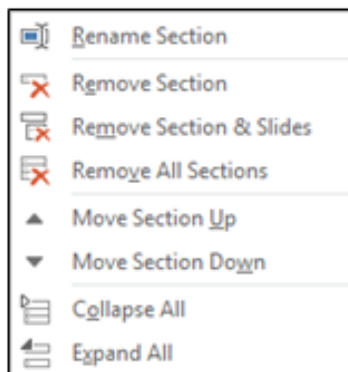 Rename Section
Remove Section
Remove Section & Slides
Remove All Sections
Move Section Up
Move Section Down
Collapse All
Expand All